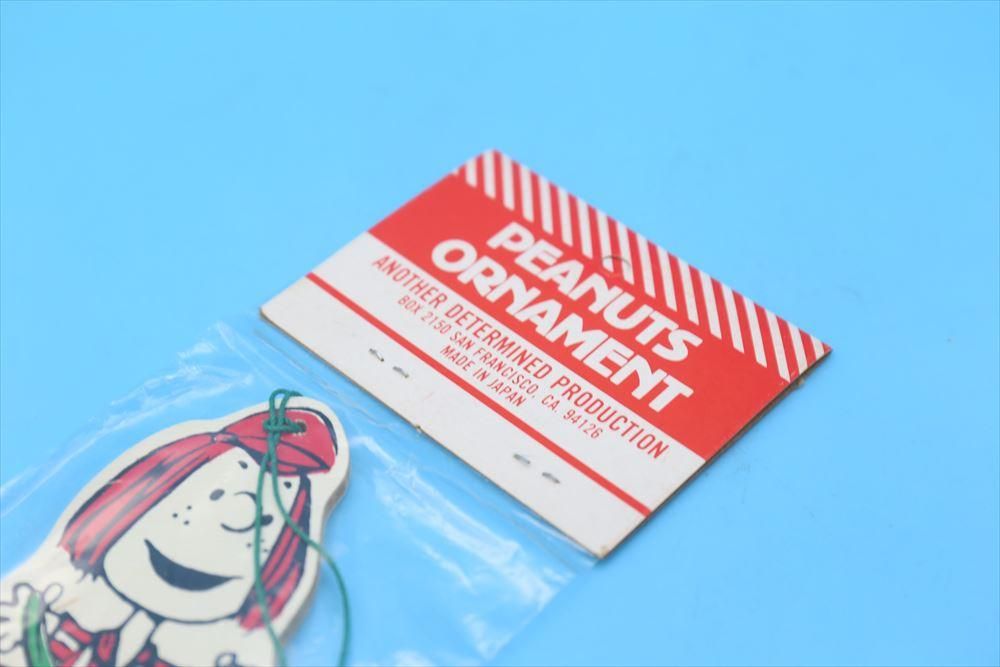 PEANUTS
ORNAMENT
ANOTHER DETERMINED PRODUCTION
BOX 2150 SAN FRANCISCO, CA. 94126
MADE IN JAPAN